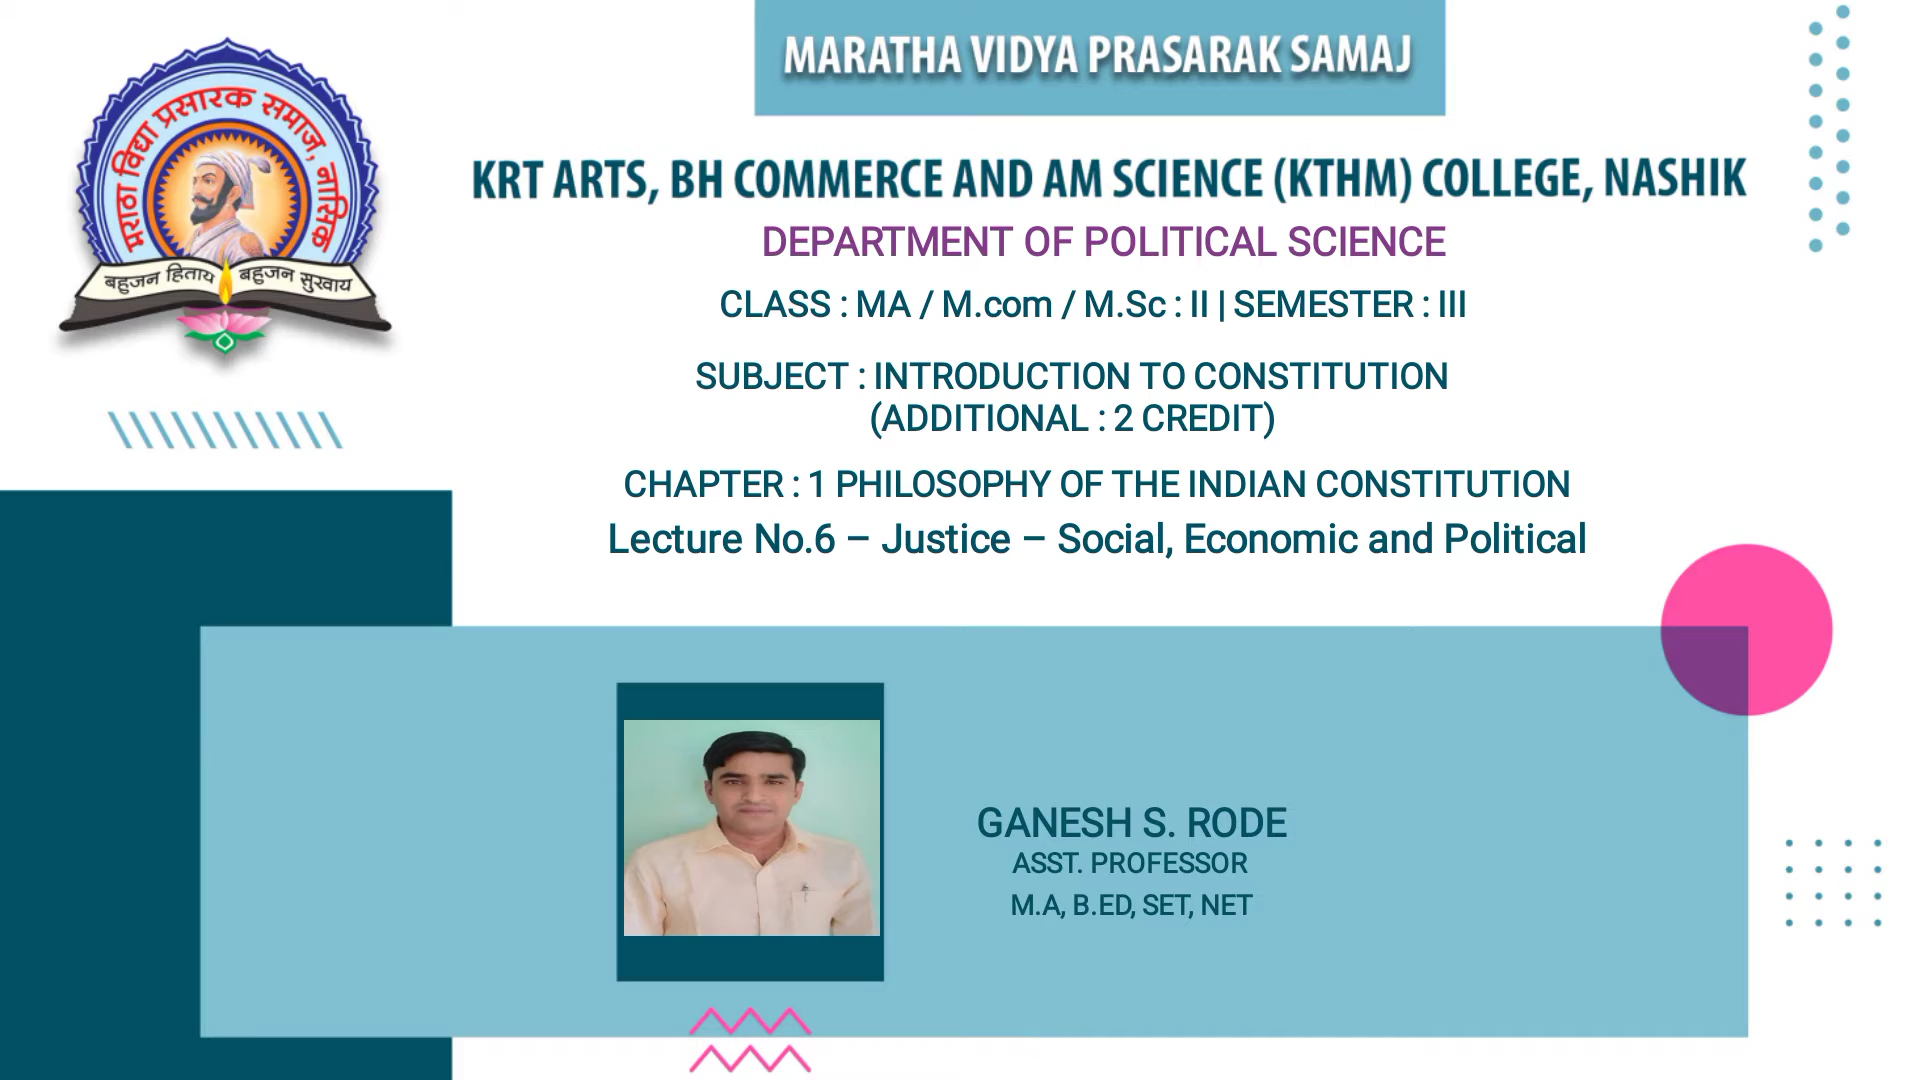 मराठा विद्या प्रसारक समाज, नासिक
बहुजन हिताय बहुजन सुखाय
MARATHA VIDYA PRASARAK SAMAJ
KRT ARTS, BH COMMERCE AND AM SCIENCE (KTHM) COLLEGE, NASHIK
DEPARTMENT OF POLITICAL SCIENCE
CLASS : MA / M.com / M.Sc : II | SEMESTER : III
SUBJECT : INTRODUCTION TO CONSTITUTION
(ADDITIONAL : 2 CREDIT)
CHAPTER : 1 PHILOSOPHY OF THE INDIAN CONSTITUTION
Lecture No.6 – Justice – Social, Economic and Political
GANESH S. RODE
ASST. PROFESSOR
M.A, B.ED, SET, NET